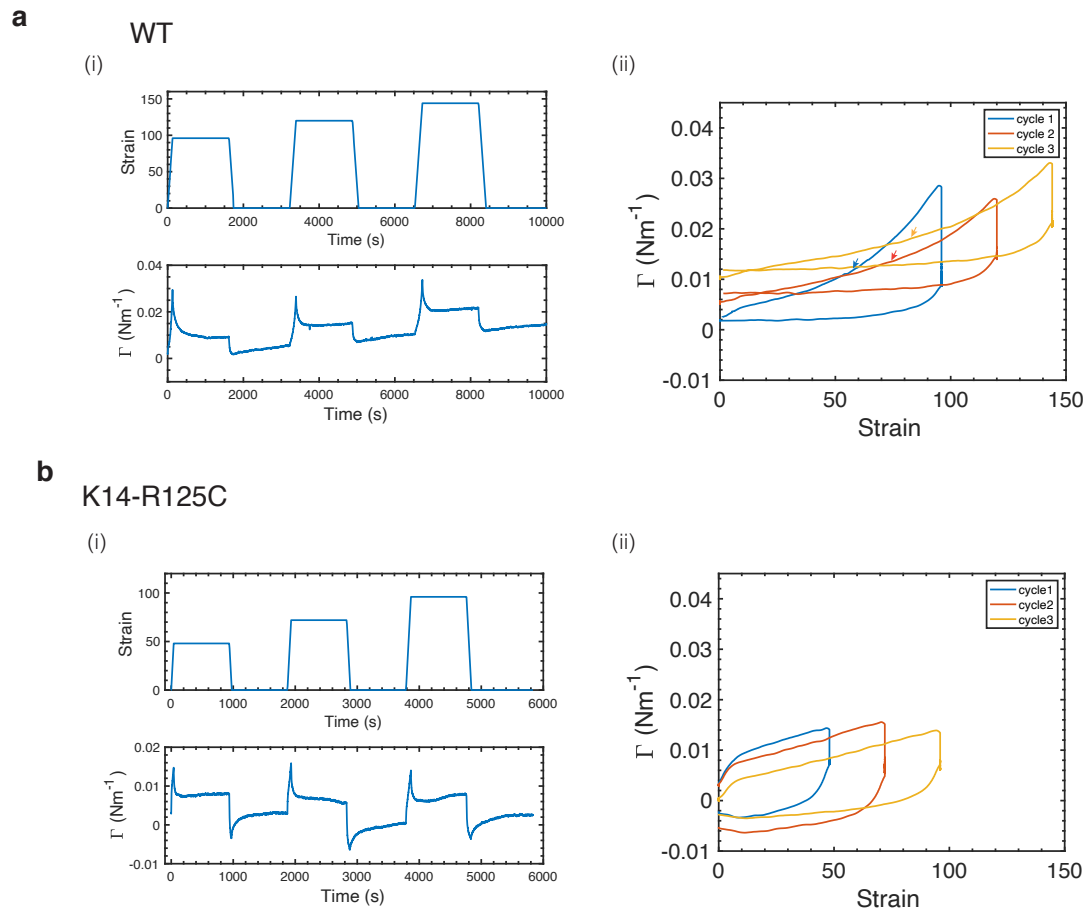 a
WT
(i)
(ii)
150
100
50
0
Strain
0 2000 4000 6000 8000 10000
Time (s)
0.04
0.02
0
Γ (Nm⁻¹)
0 2000 4000 6000 8000 10000
Time (s)
cycle 1
cycle 2
cycle 3
0.04
0.03
0.02
0.01
0
-0.01
Γ (Nm⁻¹)
0 50 100 150
Strain
b
K14-R125C
(i)
(ii)
100
50
0
Strain
0 1000 2000 3000 4000 5000 6000
Time (s)
0.02
0.01
0
-0.01
Γ (Nm⁻¹)
0 1000 2000 3000 4000 5000 6000
Time (s)
cycle1
cycle2
cycle3
0.04
0.03
0.02
0.01
0
-0.01
Γ (Nm⁻¹)
0 50 100 150
Strain